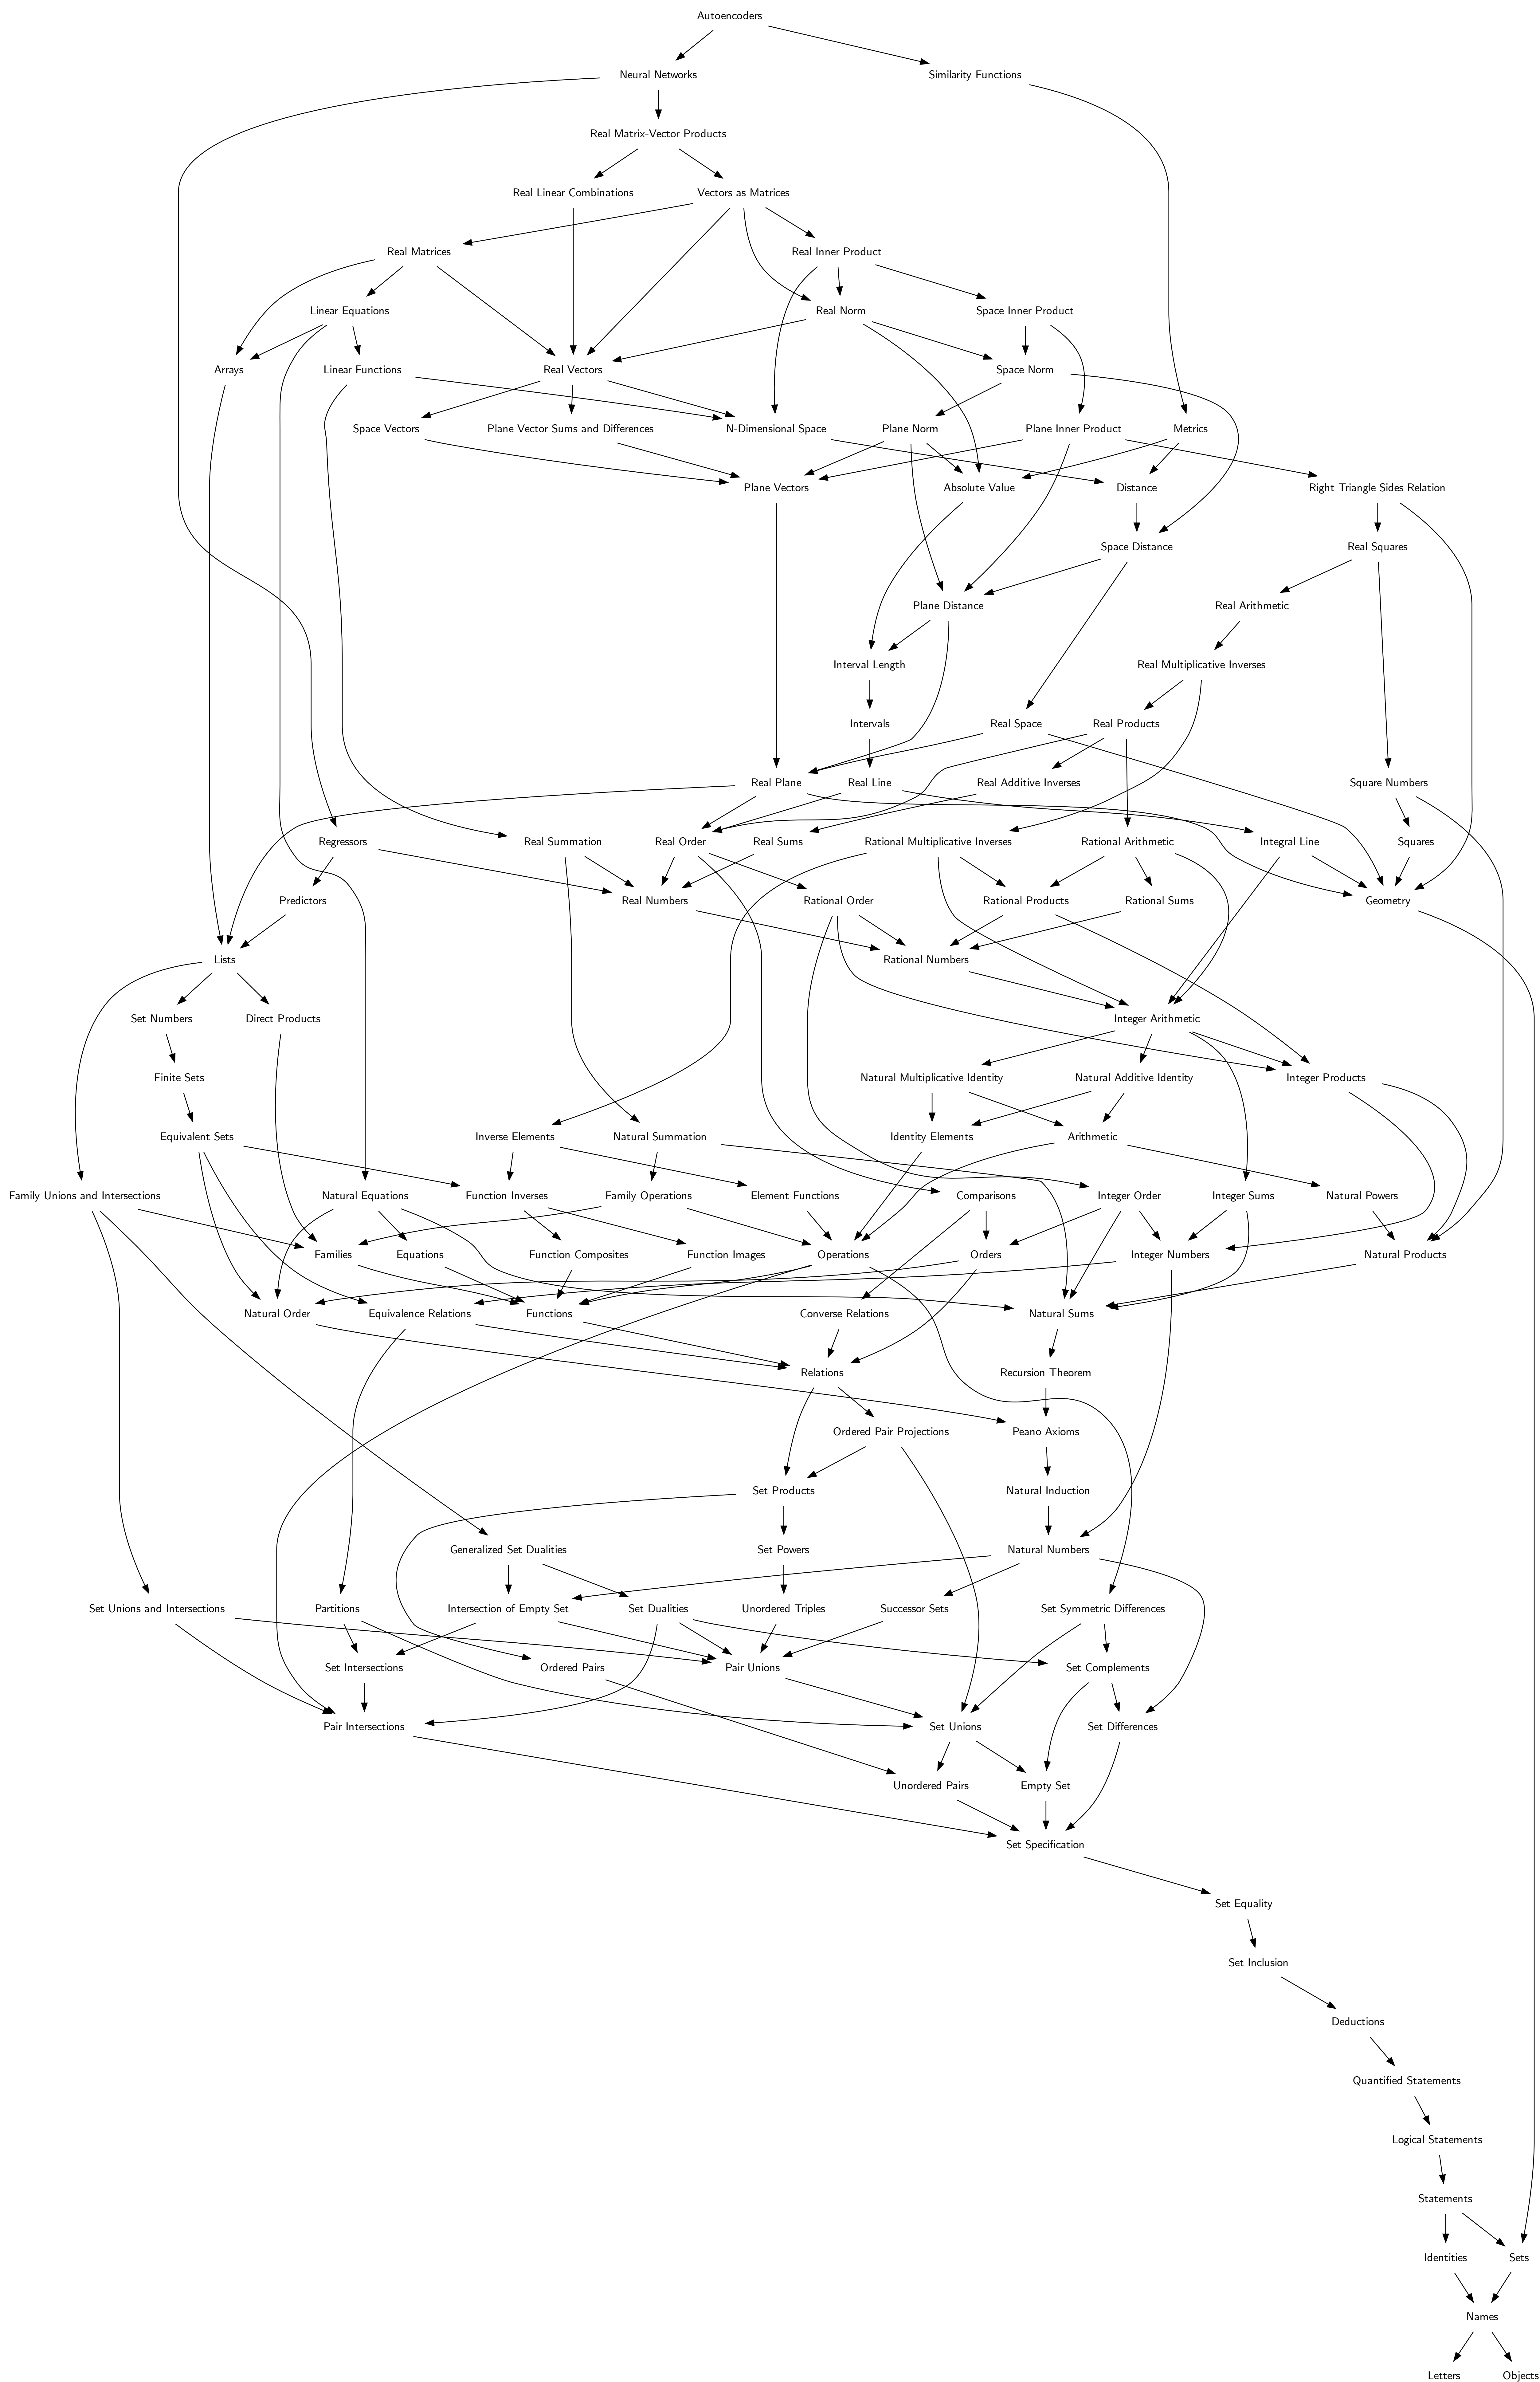 Autoencoders
Neural Networks
Similarity Functions
Real Matrix-Vector Products
Real Linear Combinations
Vectors as Matrices
Real Matrices
Real Inner Product
Linear Equations
Real Norm
Space Inner Product
Arrays
Linear Functions
Real Vectors
Space Norm
Space Vectors
Plane Vector Sums and Differences
N-Dimensional Space
Plane Norm
Plane Inner Product
Metrics
Plane Vectors
Absolute Value
Distance
Right Triangle Sides Relation
Space Distance
Real Squares
Plane Distance
Real Arithmetic
Interval Length
Real Multiplicative Inverses
Intervals
Real Space
Real Products
Real Plane
Real Line
Real Additive Inverses
Square Numbers
Regressors
Real Summation
Real Order
Real Sums
Rational Multiplicative Inverses
Rational Arithmetic
Integral Line
Squares
Predictors
Real Numbers
Rational Order
Rational Products
Rational Sums
Geometry
Lists
Rational Numbers
Set Numbers
Direct Products
Integer Arithmetic
Finite Sets
Natural Multiplicative Identity
Natural Additive Identity
Integer Products
Equivalent Sets
Inverse Elements
Natural Summation
Identity Elements
Arithmetic
Family Unions and Intersections
Natural Equations
Function Inverses
Family Operations
Element Functions
Comparisons
Integer Order
Integer Sums
Natural Powers
Families
Equations
Function Composites
Function Images
Operations
Orders
Integer Numbers
Natural Products
Natural Order
Equivalence Relations
Functions
Converse Relations
Natural Sums
Relations
Recursion Theorem
Ordered Pair Projections
Peano Axioms
Set Products
Natural Induction
Generalized Set Dualities
Set Powers
Natural Numbers
Set Unions and Intersections
Partitions
Intersection of Empty Set
Set Dualities
Unordered Triples
Successor Sets
Set Symmetric Differences
Set Intersections
Ordered Pairs
Pair Unions
Set Complements
Pair Intersections
Set Unions
Set Differences
Unordered Pairs
Empty Set
Set Specification
Set Equality
Set Inclusion
Deductions
Quantified Statements
Logical Statements
Statements
Identities
Sets
Names
Letters
Objects